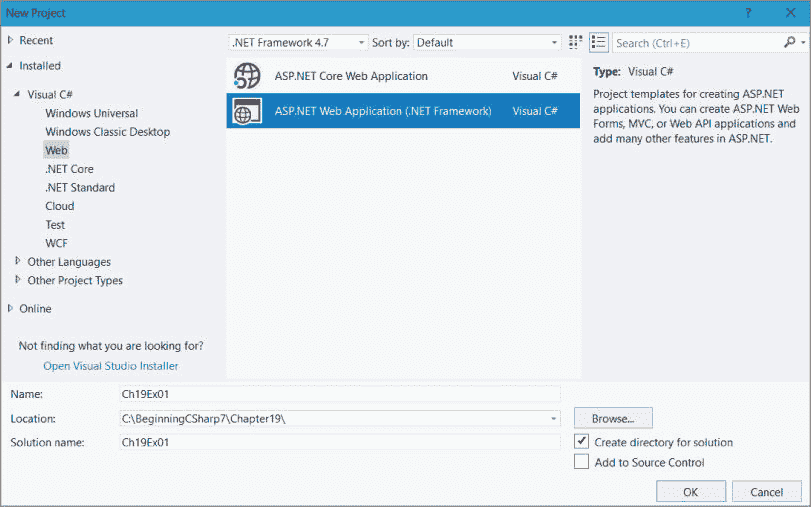 New Project
?
Recent
Installed
Visual C#
Windows Universal
Windows Classic Desktop
Web
.NET Core
.NET Standard
Cloud
Test
WCF
Other Languages
Other Project Types
Online
Not finding what you are looking for?
Open Visual Studio Installer
.NET Framework 4.7
Sort by: Default
Search (Ctrl+E)
ASP.NET Core Web Application Visual C#
ASP.NET Web Application (.NET Framework) Visual C#
Type: Visual C#
Project templates for creating ASP.NET
applications. You can create ASP.NET Web
Forms, MVC, or Web API applications and
add many other features in ASP.NET.
Name: Ch19Ex01
Location: C:\BeginningCSharp7\Chapter19\
Browse...
Solution name: Ch19Ex01
Create directory for solution
Add to Source Control
OK
Cancel